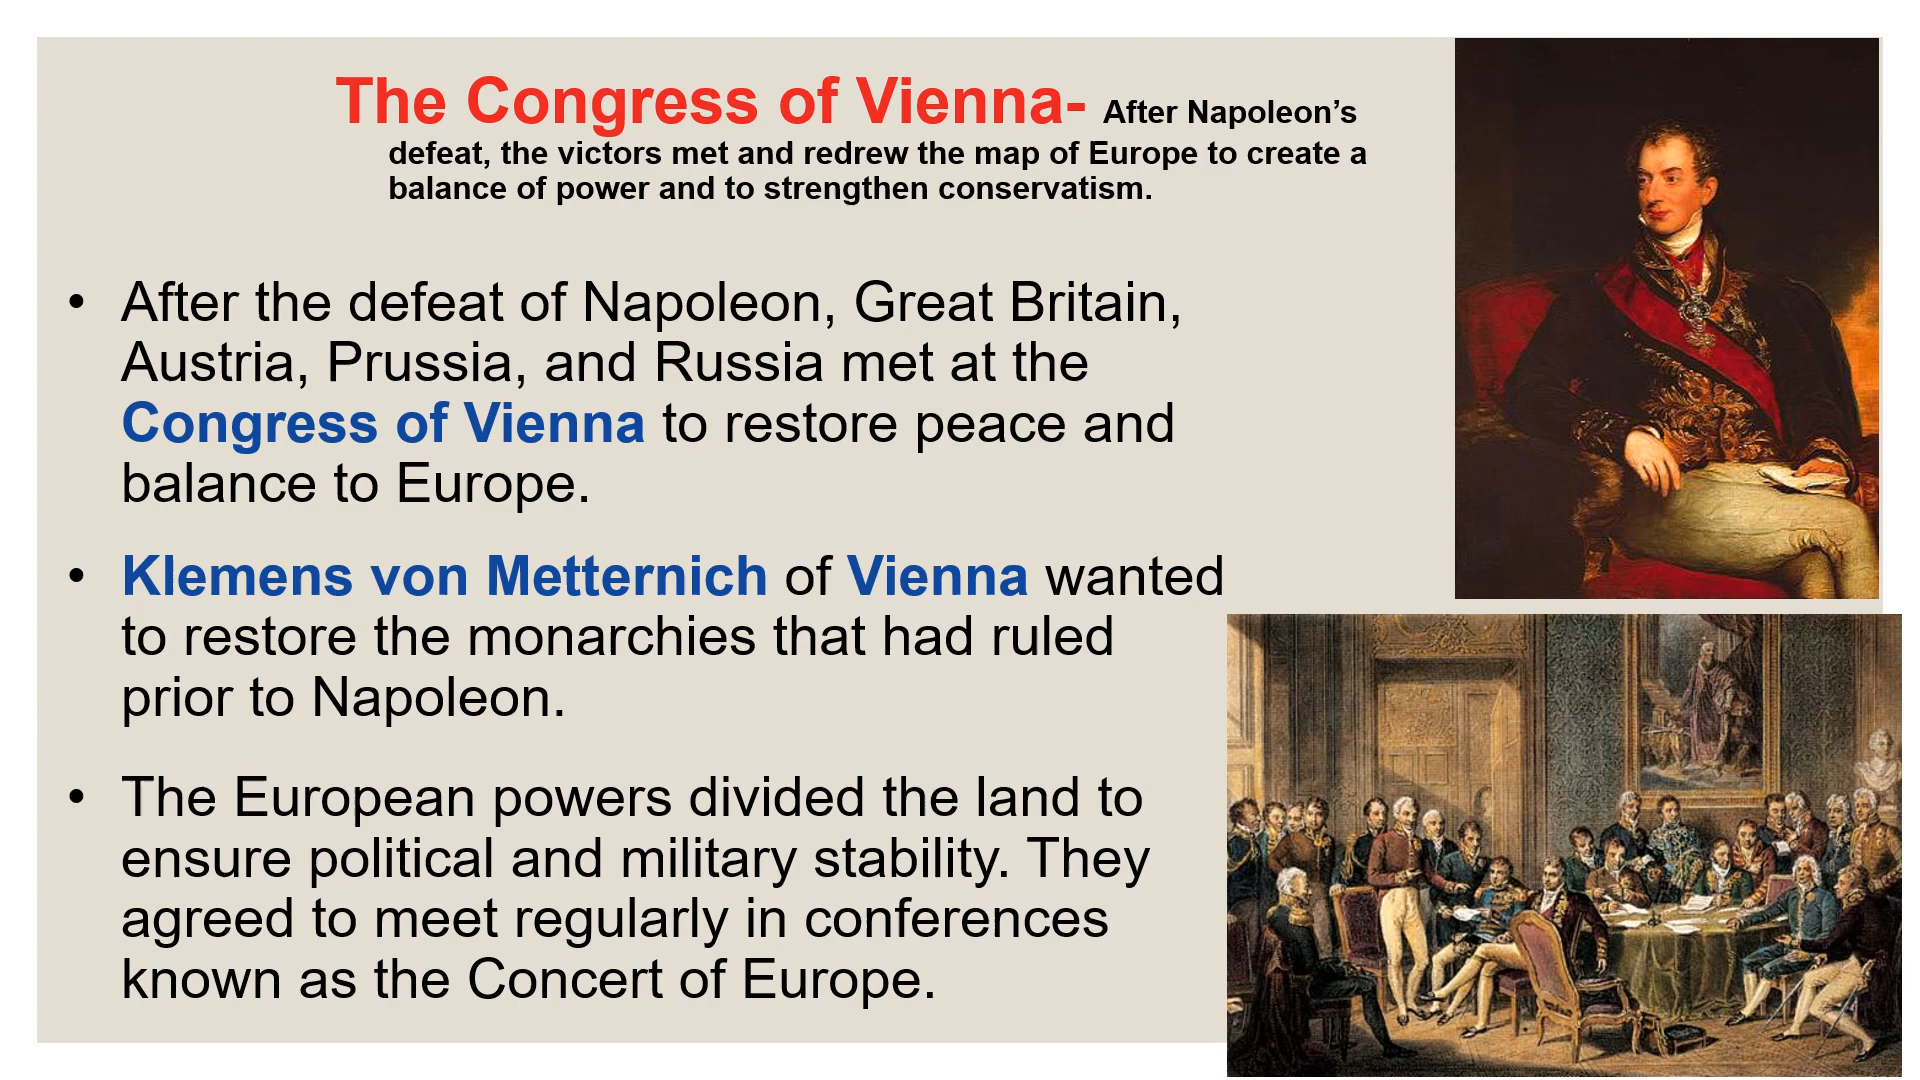 The Congress of Vienna- After Napoleon’s
defeat, the victors met and redrew the map of Europe to create a
balance of power and to strengthen conservatism.
• After the defeat of Napoleon, Great Britain,
Austria, Prussia, and Russia met at the
Congress of Vienna to restore peace and
balance to Europe.
• Klemens von Metternich of Vienna wanted
to restore the monarchies that had ruled
prior to Napoleon.
• The European powers divided the land to
ensure political and military stability. They
agreed to meet regularly in conferences
known as the Concert of Europe.